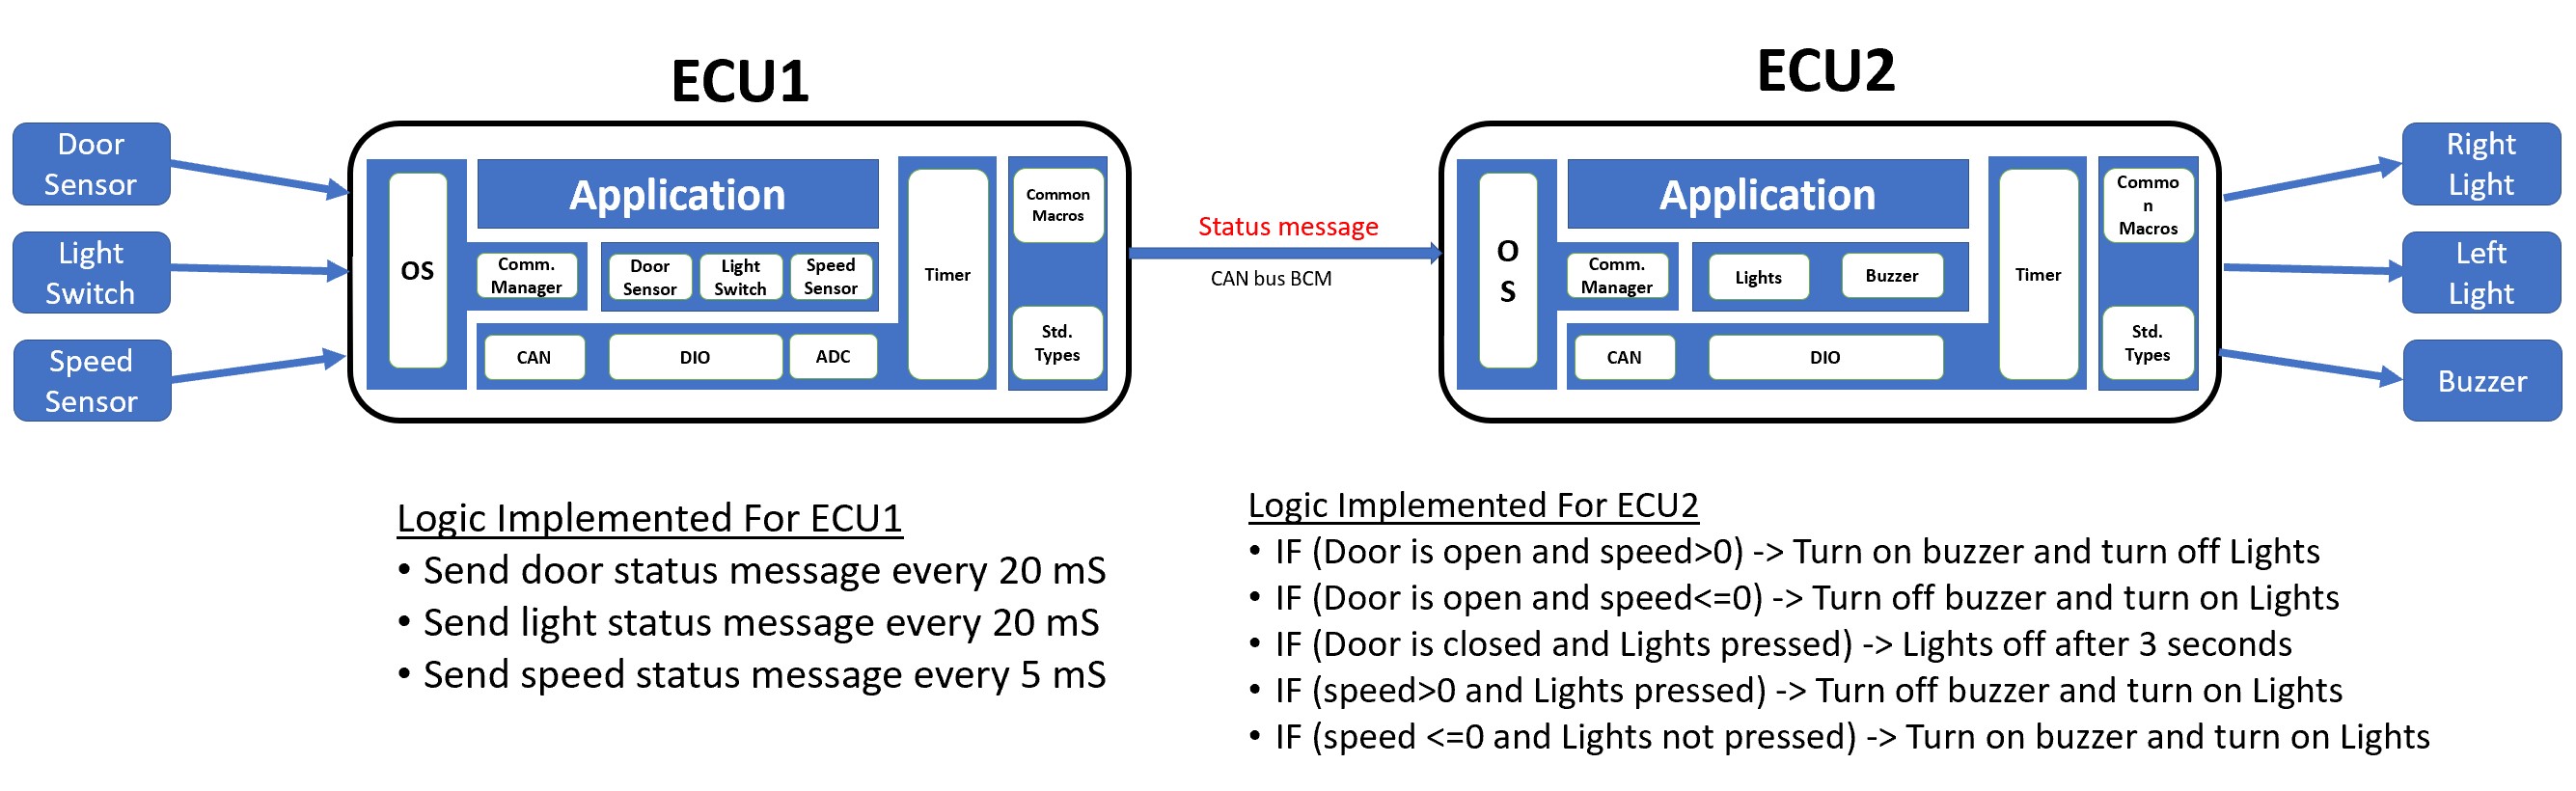 ECU1
ECU2
Door
Sensor
Light
Switch
Speed
Sensor
OS
Application
Comm.
Manager
Door
Sensor
Light
Switch
Speed
Sensor
CAN
DIO
ADC
Timer
Common
Macros
Std.
Types
Status message
CAN bus BCM
O
S
Application
Comm.
Manager
Lights
Buzzer
CAN
DIO
Timer
Commo
n
Macros
Std.
Types
Right
Light
Left
Light
Buzzer
Logic Implemented For ECU1
• Send door status message every 20 mS
• Send light status message every 20 mS
• Send speed status message every 5 mS
Logic Implemented For ECU2
• IF (Door is open and speed>0) -> Turn on buzzer and turn off Lights
• IF (Door is open and speed<=0) -> Turn off buzzer and turn on Lights
• IF (Door is closed and Lights pressed) -> Lights off after 3 seconds
• IF (speed>0 and Lights pressed) -> Turn off buzzer and turn on Lights
• IF (speed <=0 and Lights not pressed) -> Turn on buzzer and turn on Lights